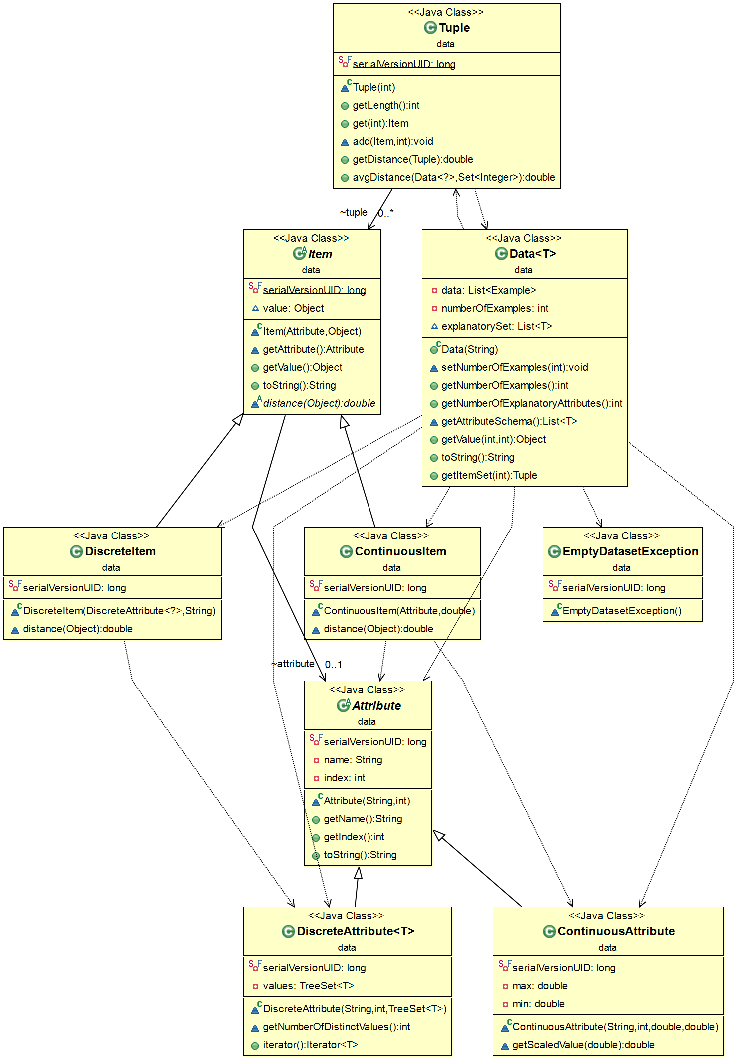 <<Java Class>>
Tuple
data
serialVersionUID: long
Tuple(int)
getLength():int
get(int):Item
add(Item,int):void
getDistance(Tuple):double
avgDistance(Data<?>,Set<Integer>):double
~tuple
0..*
<<Java Class>>
Item
data
serialVersionUID: long
value: Object
Item(Attribute,Object)
getAttribute():Attribute
getValue():Object
toString():String
distance(Object):double
<<Java Class>>
Data<T>
data
data: List<Example>
numberOfExamples: int
explanatorySet: List<T>
Data(String)
setNumberOfExamples(int):void
getNumberOfExamples():int
getNumberOfExplanatoryAttributes():int
getAttributeSchema():List<T>
getValue(int,int):Object
toString():String
getItemSet(int):Tuple
<<Java Class>>
DiscreteItem
data
serialVersionUID: long
DiscreteItem(DiscreteAttribute<?>,String)
distance(Object):double
<<Java Class>>
ContinuousItem
data
serialVersionUID: long
ContinuousItem(Attribute,double)
distance(Object):double
<<Java Class>>
EmptyDatasetException
data
serialVersionUID: long
EmptyDatasetException()
~attribute
0..1
<<Java Class>>
Attribute
data
serialVersionUID: long
name: String
index: int
Attribute(String,int)
getName():String
getIndex():int
toString():String
<<Java Class>>
DiscreteAttribute<T>
data
serialVersionUID: long
values: TreeSet<T>
DiscreteAttribute(String,int,TreeSet<T>)
getNumberOfDistinctValues():int
iterator():Iterator<T>
<<Java Class>>
ContinuousAttribute
data
serialVersionUID: long
max: double
min: double
ContinuousAttribute(String,int,double,double)
getScaledValue(double):double